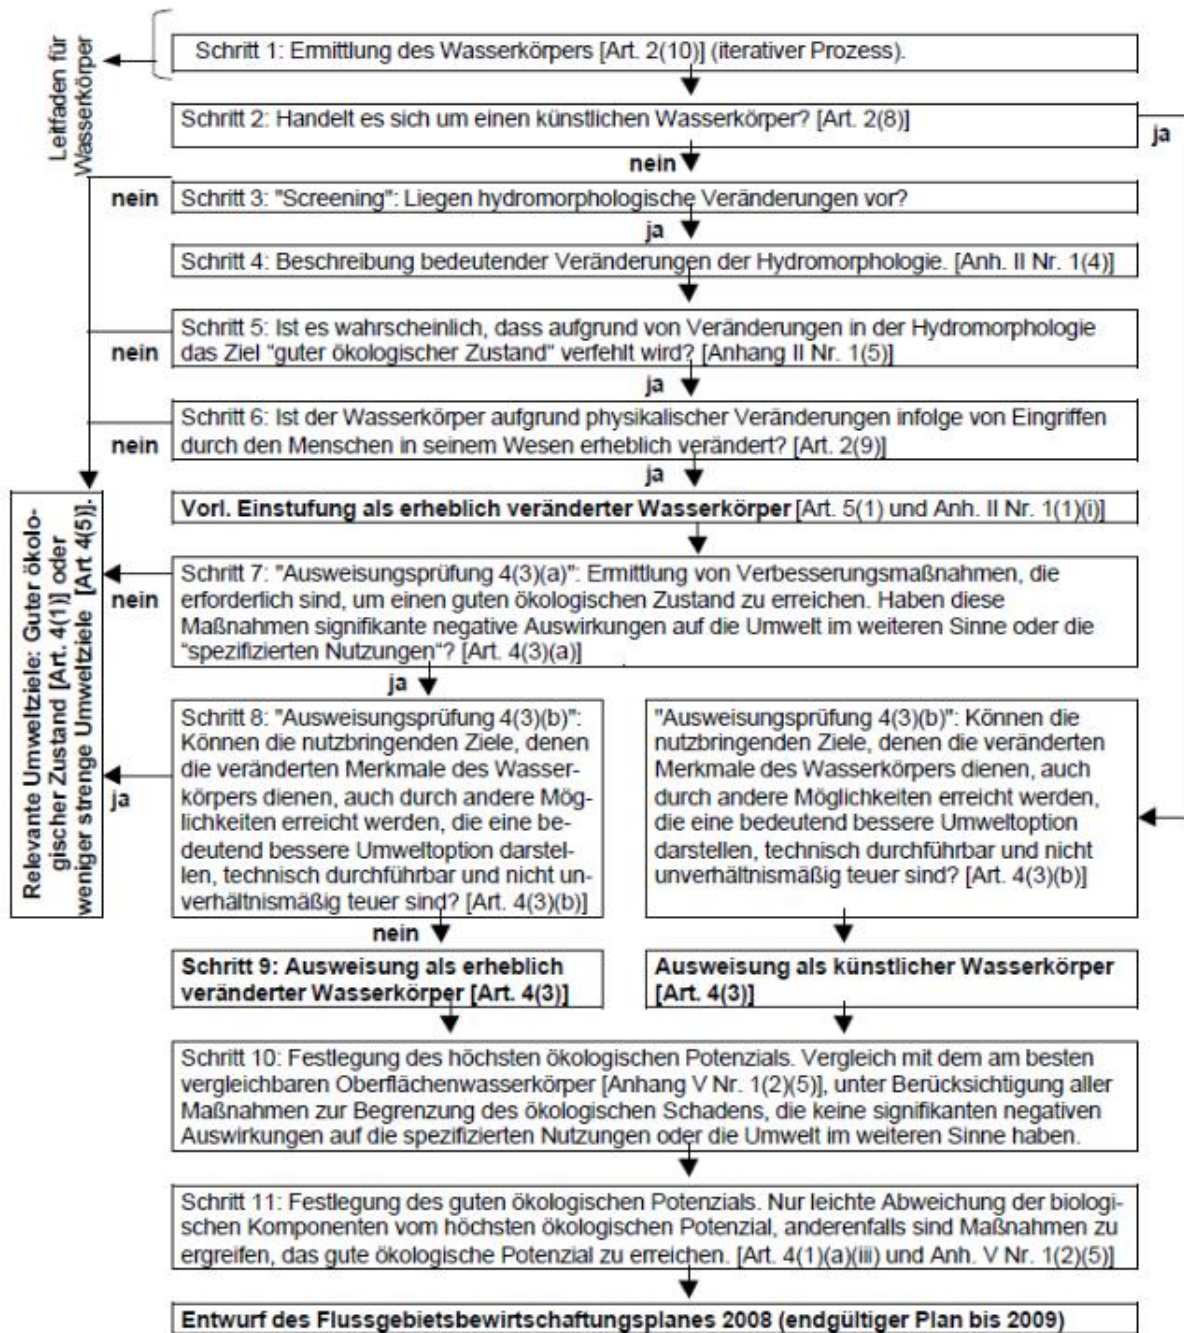 Leitfaden für
Wasserkörper
Schritt 1: Ermittlung des Wasserkörpers [Art. 2(10)] (iterativer Prozess).
Schritt 2: Handelt es sich um einen künstlichen Wasserkörper? [Art. 2(8)]
ja
nein
nein
Schritt 3: "Screening": Liegen hydromorphologische Veränderungen vor?
ja
Schritt 4: Beschreibung bedeutender Veränderungen der Hydromorphologie. [Anh. II Nr. 1(4)]
Schritt 5: Ist es wahrscheinlich, dass aufgrund von Veränderungen in der Hydromorphologie
das Ziel “guter ökologischer Zustand” verfehlt wird? [Anhang II Nr. 1(5)]
nein
ja
Schritt 6: Ist der Wasserkörper aufgrund physikalischer Veränderungen infolge von Eingriffen
durch den Menschen in seinem Wesen erheblich verändert? [Art. 2(9)]
nein
ja
Vorl. Einstufung als erheblich veränderter Wasserkörper [Art. 5(1) und Anh. II Nr. 1(1)(i)]
Relevante Umweltziele: Guter ökolo-
gischer Zustand [Art. 4(1)] oder
weniger strenge Umweltziele [Art 4(5)].
Schritt 7: "Ausweisungsprüfung 4(3)(a)": Ermittlung von Verbesserungsmaßnahmen, die
erforderlich sind, um einen guten ökologischen Zustand zu erreichen. Haben diese
Maßnahmen signifikante negative Auswirkungen auf die Umwelt im weiteren Sinne oder die
“spezifizierten Nutzungen“? [Art. 4(3)(a)]
nein
ja
Schritt 8: "Ausweisungsprüfung 4(3)(b)":
Können die nutzbringenden Ziele, denen
die veränderten Merkmale des Wasser-
körpers dienen, auch durch andere Mög-
lichkeiten erreicht werden, die eine be-
deutend bessere Umweltoption darstel-
len, technisch durchführbar und nicht un-
verhältnismäßig teuer sind? [Art. 4(3)(b)]
ja
nein
"Ausweisungsprüfung 4(3)(b)": Können die
nutzbringenden Ziele, denen die veränderten
Merkmale des Wasserkörpers dienen, auch
durch andere Möglichkeiten erreicht werden,
die eine bedeutend bessere Umweltoption
darstellen, technisch durchführbar und nicht
unverhältnismäßig teuer sind? [Art. 4(3)(b)]
Schritt 9: Ausweisung als erheblich
veränderter Wasserkörper [Art. 4(3)]
Ausweisung als künstlicher Wasserkörper
[Art. 4(3)]
Schritt 10: Festlegung des höchsten ökologischen Potenzials. Vergleich mit dem am besten
vergleichbaren Oberflächenwasserkörper [Anhang V Nr. 1(2)(5)], unter Berücksichtigung aller
Maßnahmen zur Begrenzung des ökologischen Schadens, die keine signifikanten negativen
Auswirkungen auf die spezifizierten Nutzungen oder die Umwelt im weiteren Sinne haben.
Schritt 11: Festlegung des guten ökologischen Potenzials. Nur leichte Abweichung der biologi-
schen Komponenten vom höchsten ökologischen Potenzial, anderenfalls sind Maßnahmen zu
ergreifen, das gute ökologische Potenzial zu erreichen. [Art. 4(1)(a)(iii) und Anh. V Nr. 1(2)(5)]
Entwurf des Flussgebietsbewirtschaftungsplanes 2008 (endgültiger Plan bis 2009)